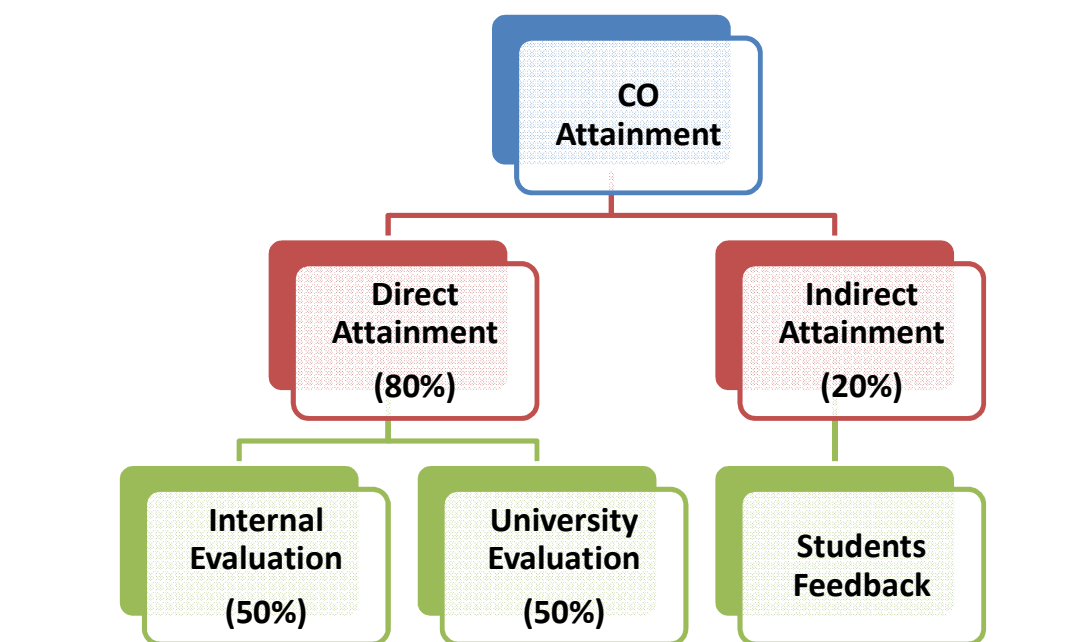 CO
Attainment
Direct
Attainment
(80%)
Indirect
Attainment
(20%)
Internal
Evaluation
(50%)
University
Evaluation
(50%)
Students
Feedback